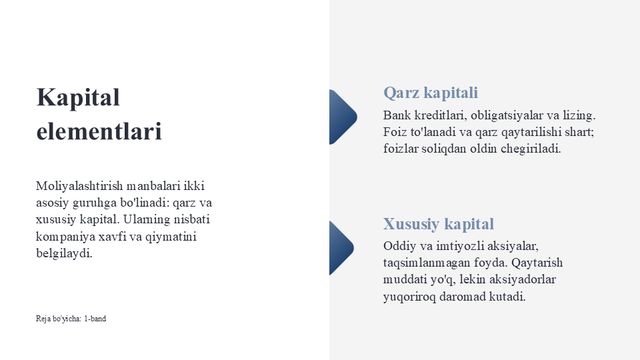 Kapital
elementlari
Moliyalashtirish manbalari ikki
asosiy guruhga bo'linadi: qarz va
xususiy kapital. Ularning nisbati
kompaniya xavfi va qiymatini
belgilaydi.
Reja bo'yicha: 1-band
Qarz kapitali
Bank kreditlari, obligatsiyalar va lizing.
Foiz to'lanadi va qarz qaytarilishi shart;
foizlar soliqdan oldin chegiriladi.
Xususiy kapital
Oddiy va imtiyozli aksiyalar,
taqsimlanmagan foyda. Qaytarish
muddati yo'q, lekin aksiyadorlar
yuqoriroq daromad kutadi.